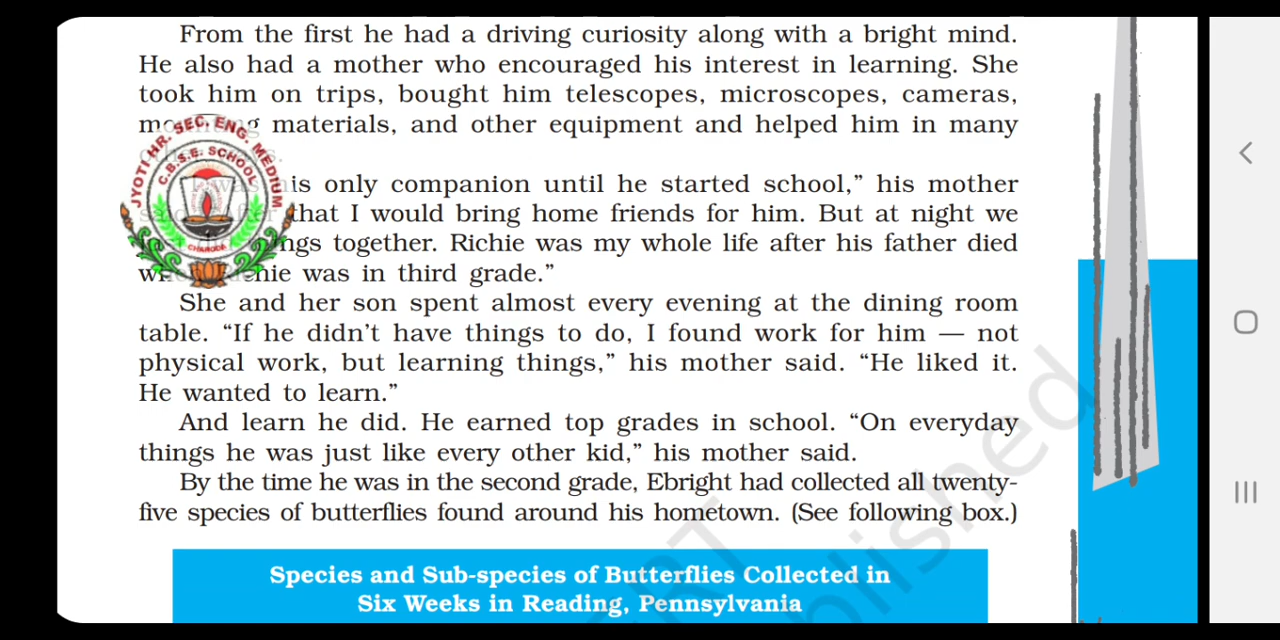 From the first he had a driving curiosity along with a bright mind.
He also had a mother who encouraged his interest in learning. She
took him on trips, bought him telescopes, microscopes, cameras,
materials, and other equipment and helped him in many
is only companion until he started school,” his mother
that I would bring home friends for him. But at night we
together. Richie was my whole life after his father died
was in third grade.”
She and her son spent almost every evening at the dining room
table. “If he didn’t have things to do, I found work for him — not
physical work, but learning things,” his mother said. “He liked it.
He wanted to learn.”
And learn he did. He earned top grades in school. “On everyday
things he was just like every other kid,” his mother said.
By the time he was in the second grade, Ebright had collected all twenty-
five species of butterflies found around his hometown. (See following box.)
Species and Sub-species of Butterflies Collected in
Six Weeks in Reading, Pennsylvania
JYOTI HR. SEC. ENG. MEDIUM
C.B.S.E. SCHOOL
CHARODA